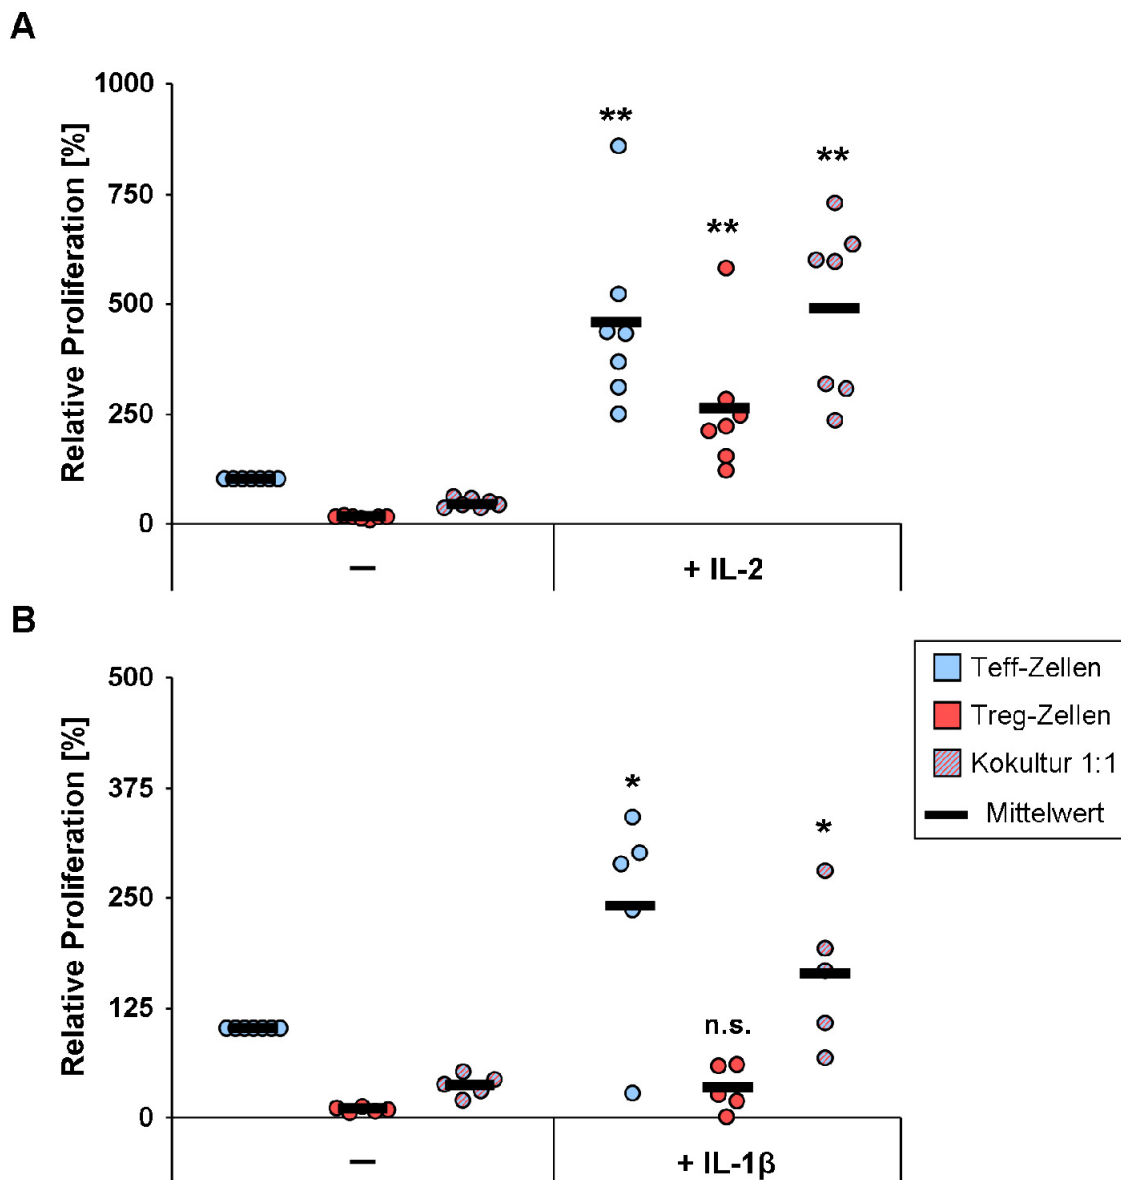 A
Relative Proliferation [%]
1000
750
500
250
0
**
**
**
—
+ IL-2
B
Relative Proliferation [%]
500
375
250
125
0
*
n.s.
*
—
+ IL-1β
Teff-Zellen
Treg-Zellen
Kokultur 1:1
Mittelwert